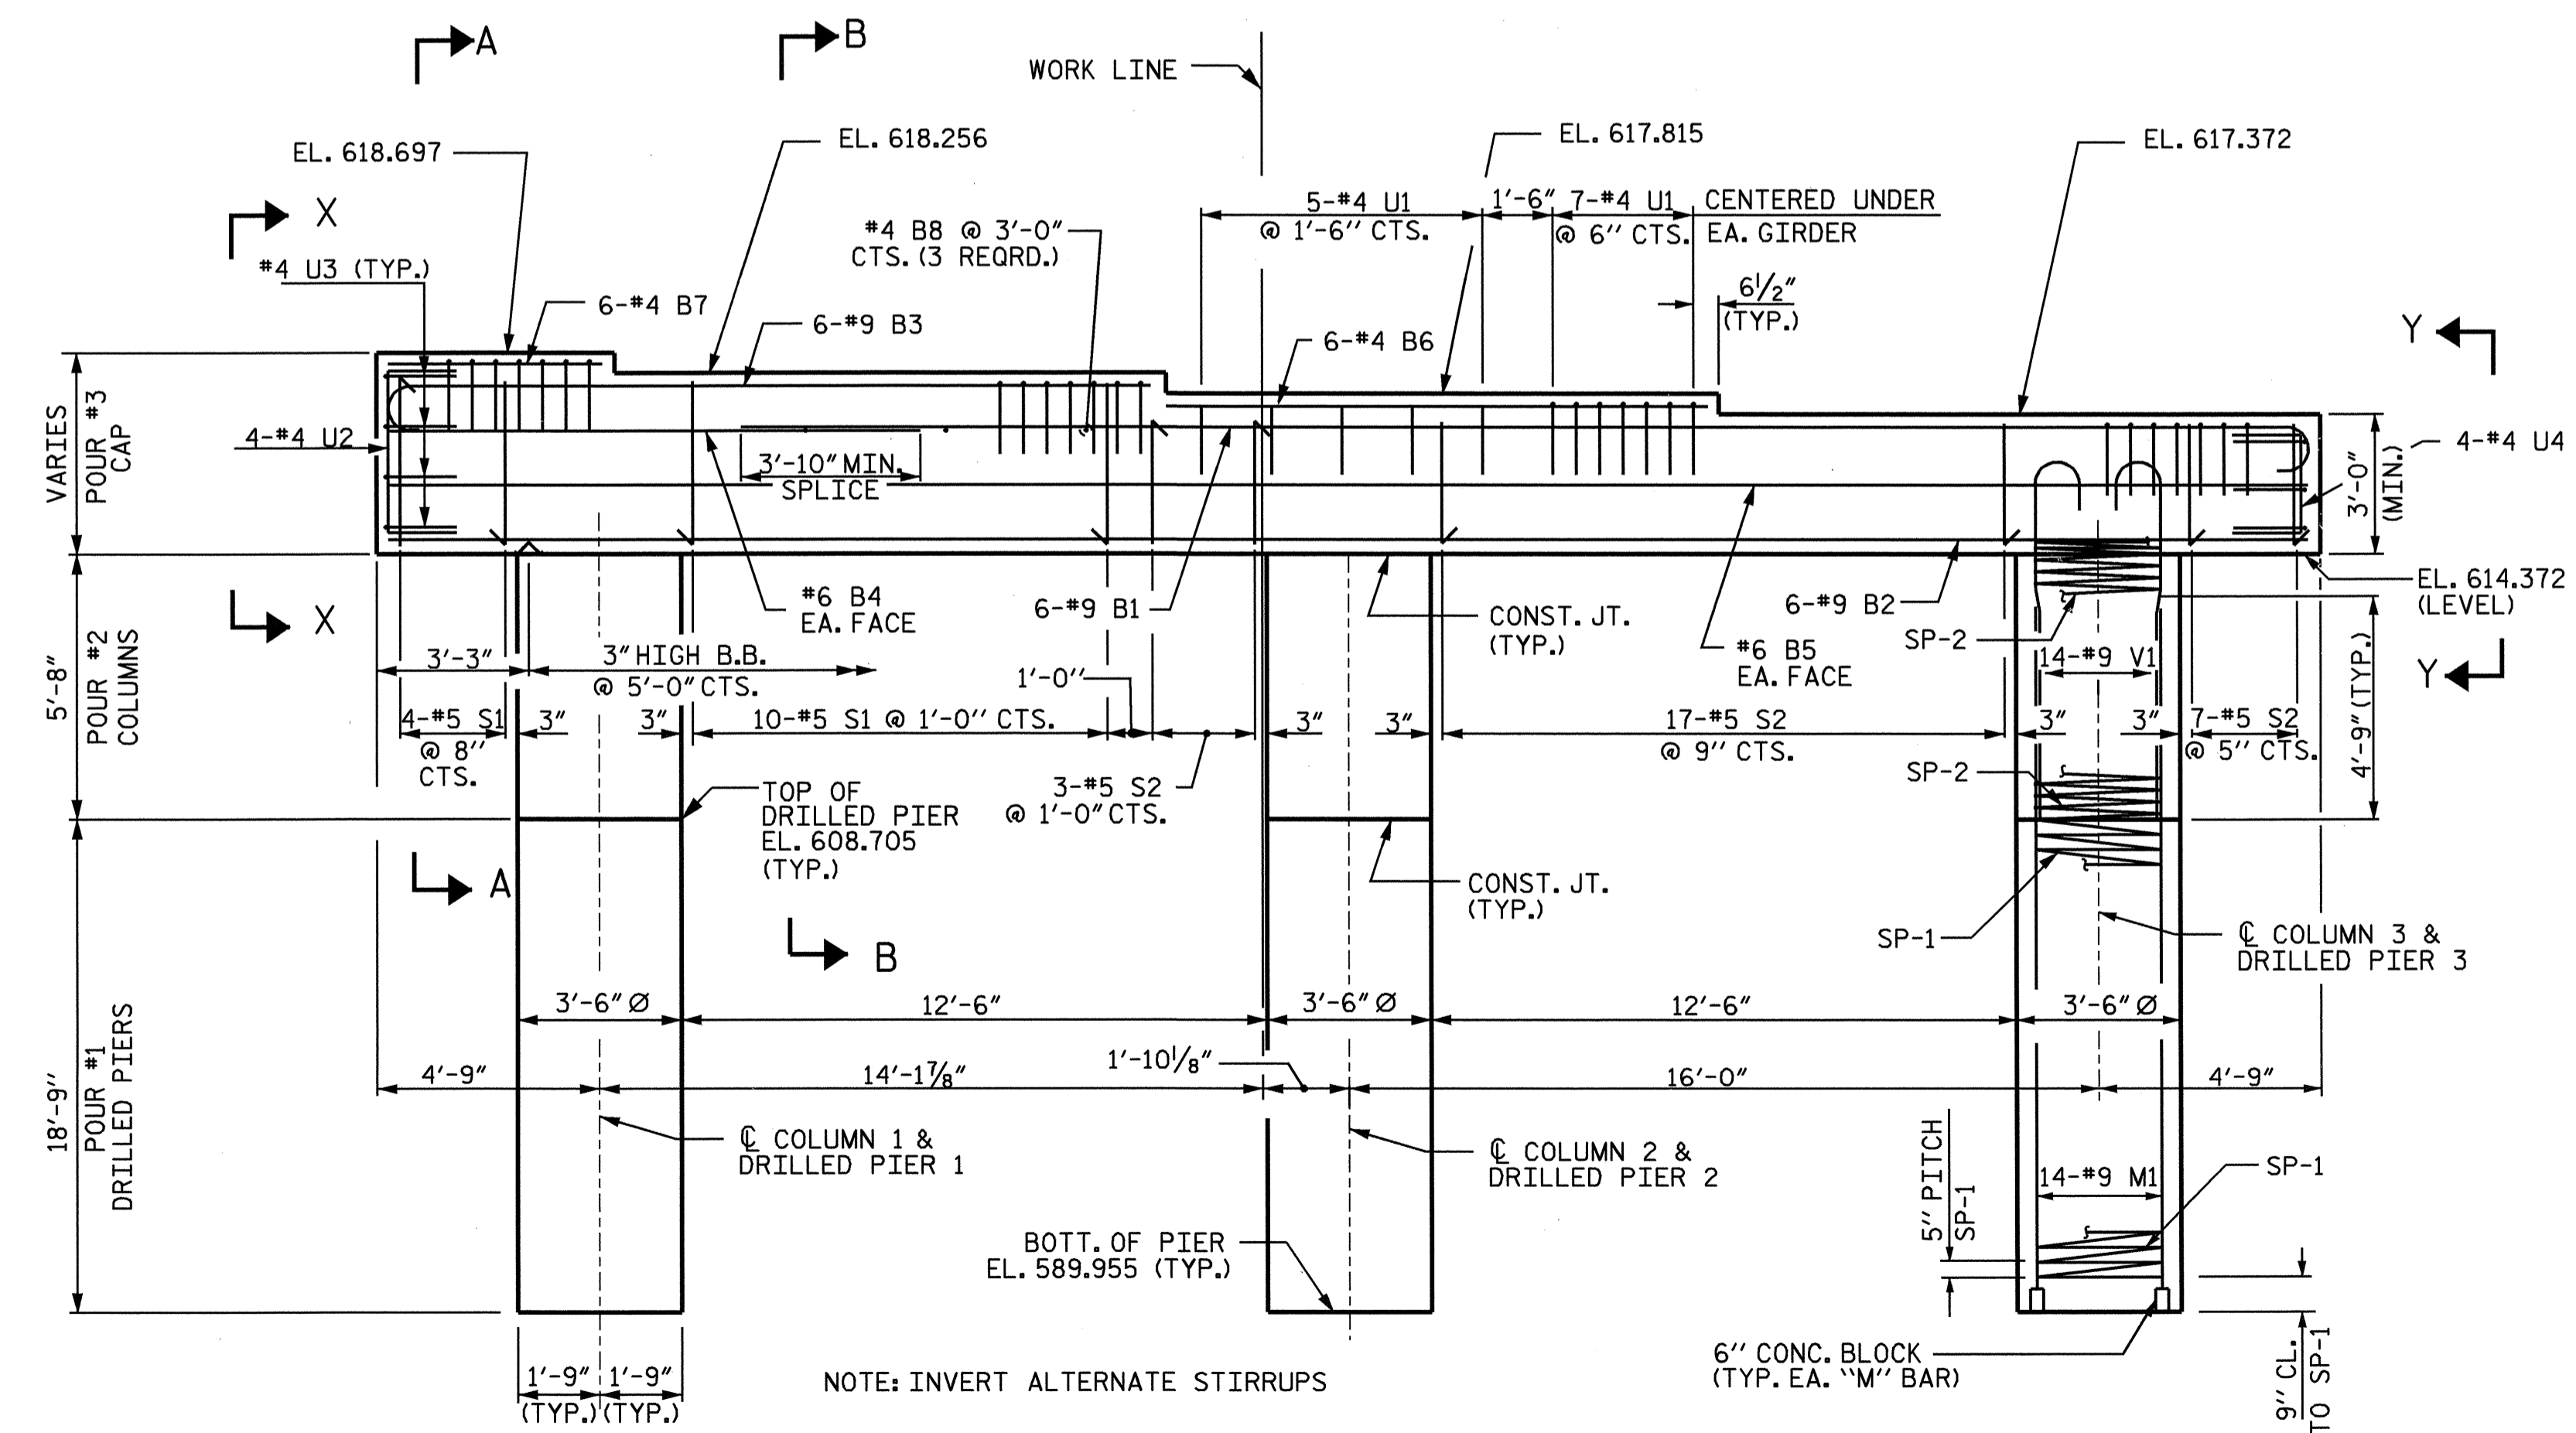 A
B
WORK LINE
EL. 618.697
EL. 618.256
EL. 617.815
EL. 617.372
X
#4 U3 (TYP.)
#4 B8 @ 3'-0"
CTS. (3 REQRD.)
5-#4 U1
@ 1'-6" CTS.
1'-6"
7-#4 U1
@ 6" CTS.
CENTERED UNDER
EA. GIRDER
6-#4 B7
6-#9 B3
6-#4 B6
6½"
(TYP.)
Y
VARIES
POUR #3
CAP
4-#4 U2
3'-10" MIN.
SPLICE
3'-0"
(MIN.)
4-#4 U4
X
5'-8"
POUR #2
COLUMNS
#6 B4
EA. FACE
6-#9 B1
CONST. JT.
(TYP.)
#6 B5
EA. FACE
6-#9 B2
SP-2
EL. 614.372
(LEVEL)
Y
3'-3"
3" HIGH B.B.
@ 5'-0" CTS.
1'-0"
14-#9 V1
4'-9" (TYP.)
4-#5 S1
@ 8"
CTS.
3"
3"
10-#5 S1 @ 1'-0" CTS.
3"
3"
17-#5 S2
@ 9" CTS.
3"
3"
7-#5 S2
@ 5" CTS.
3-#5 S2
@ 1'-0" CTS.
SP-2
TOP OF
DRILLED PIER
EL. 608.705
(TYP.)
A
B
CONST. JT.
(TYP.)
SP-1
℄ COLUMN 3 &
DRILLED PIER 3
18'-9"
POUR #1
DRILLED PIERS
3'-6" Ø
12'-6"
3'-6" Ø
12'-6"
3'-6" Ø
4'-9"
14'-1⅞"
1'-10⅛"
16'-0"
4'-9"
℄ COLUMN 1 &
DRILLED PIER 1
℄ COLUMN 2 &
DRILLED PIER 2
5" PITCH
SP-1
14-#9 M1
SP-1
BOTT. OF PIER
EL. 589.955 (TYP.)
6" CONC. BLOCK
(TYP. EA. "M" BAR)
9" CL.
TO SP-1
1'-9"
(TYP.)
1'-9"
(TYP.)
NOTE: INVERT ALTERNATE STIRRUPS